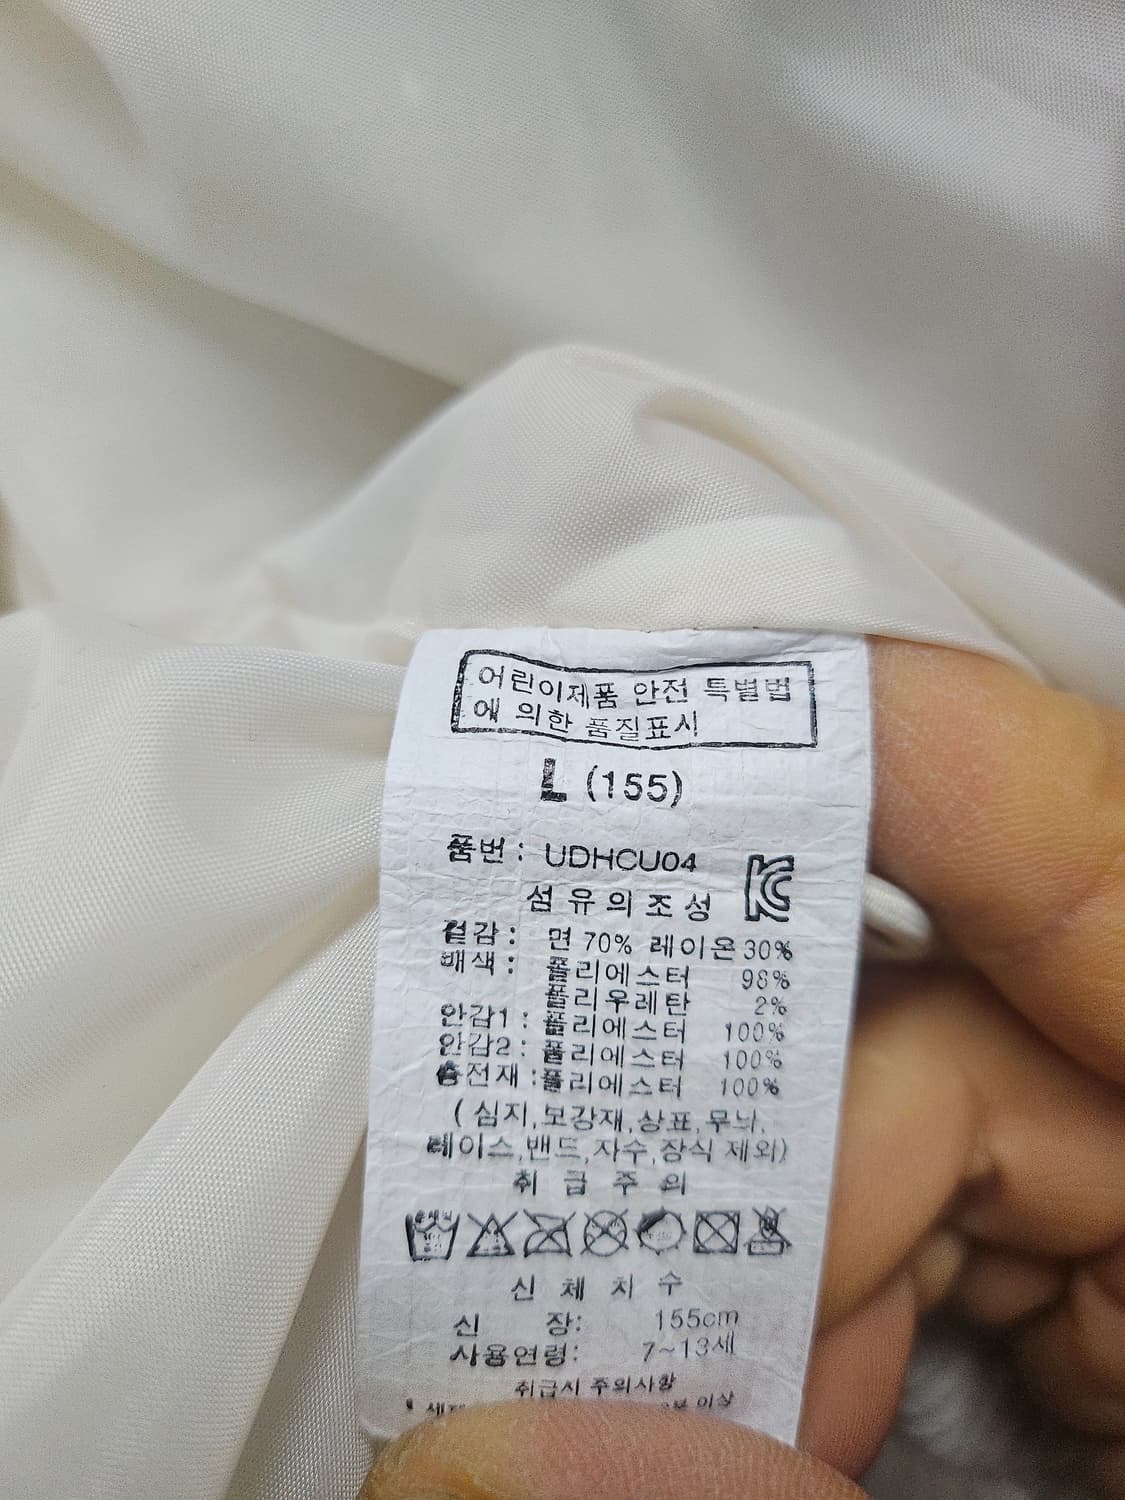 어린이제품 안전 특별법
에 의한 품질표시
L (155)
품번 : UDHCU04
섬유의조성
겉감 : 면 70% 레이온 30%
배색 : 폴리에스터 98%
폴리우레탄 2%
안감1 : 폴리에스터 100%
안감2 : 폴리에스터 100%
충전재 : 폴리에스터 100%
( 심지,보강재,상표,무늬,
레이스,밴드,자수,장식 제외)
취급주의
신체치수
신 장: 155cm
사용연령: 7~13세
취급시 주의사항
이상